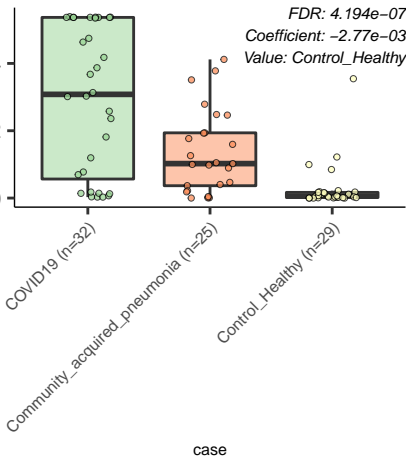 FDR: 4.194e−07
Coefficient: −2.77e−03
Value: Control_Healthy
COVID19 (n=32)
Community_acquired_pneumonia (n=25)
Control_Healthy (n=29)
case